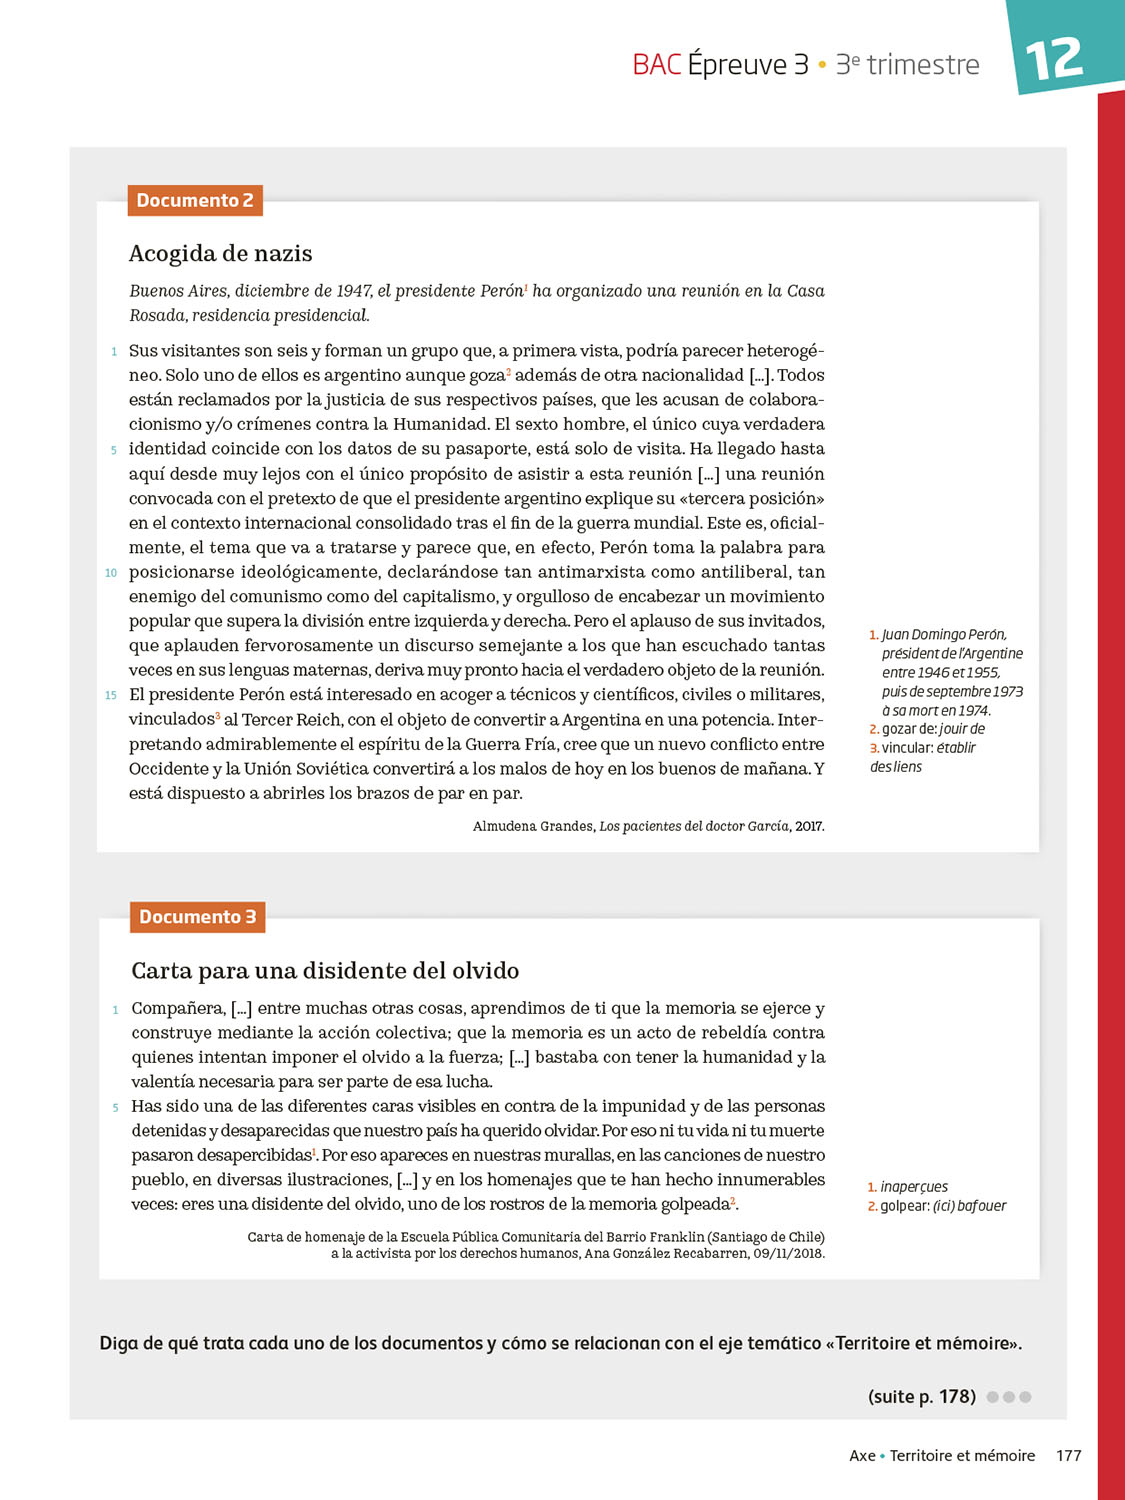 BAC Épreuve 3 • 3e trimestre
12
Documento 2
Acogida de nazis
Buenos Aires, diciembre de 1947, el presidente Perón1 ha organizado una reunión en la Casa
Rosada, residencia presidencial.
1 Sus visitantes son seis y forman un grupo que, a primera vista, podría parecer heterogé-
neo. Solo uno de ellos es argentino aunque goza2 además de otra nacionalidad [...]. Todos
están reclamados por la justicia de sus respectivos países, que les acusan de colabora-
cionismo y/o crímenes contra la Humanidad. El sexto hombre, el único cuya verdadera
5 identidad coincide con los datos de su pasaporte, está solo de visita. Ha llegado hasta
aquí desde muy lejos con el único propósito de asistir a esta reunión [...] una reunión
convocada con el pretexto de que el presidente argentino explique su «tercera posición»
en el contexto internacional consolidado tras el fin de la guerra mundial. Este es, oficial-
mente, el tema que va a tratarse y parece que, en efecto, Perón toma la palabra para
10 posicionarse ideológicamente, declarándose tan antimarxista como antiliberal, tan
enemigo del comunismo como del capitalismo, y orgulloso de encabezar un movimiento
popular que supera la división entre izquierda y derecha. Pero el aplauso de sus invitados,
que aplauden fervorosamente un discurso semejante a los que han escuchado tantas
veces en sus lenguas maternas, deriva muy pronto hacia el verdadero objeto de la reunión.
15 El presidente Perón está interesado en acoger a técnicos y científicos, civiles o militares,
vinculados3 al Tercer Reich, con el objeto de convertir a Argentina en una potencia. Inter-
pretando admirablemente el espíritu de la Guerra Fría, cree que un nuevo conflicto entre
Occidente y la Unión Soviética convertirá a los malos de hoy en los buenos de mañana. Y
está dispuesto a abrirles los brazos de par en par.
Almudena Grandes, Los pacientes del doctor García, 2017.
1. Juan Domingo Perón,
président de l'Argentine
entre 1946 et 1955,
puis de septembre 1973
à sa mort en 1974.
2. gozar de: jouir de
3. vincular: établir
des liens
Documento 3
Carta para una disidente del olvido
1 Compañera, [...] entre muchas otras cosas, aprendimos de ti que la memoria se ejerce y
construye mediante la acción colectiva; que la memoria es un acto de rebeldía contra
quienes intentan imponer el olvido a la fuerza; [...] bastaba con tener la humanidad y la
valentía necesaria para ser parte de esa lucha.
5 Has sido una de las diferentes caras visibles en contra de la impunidad y de las personas
detenidas y desaparecidas que nuestro país ha querido olvidar. Por eso ni tu vida ni tu muerte
pasaron desapercibidas1. Por eso apareces en nuestras murallas, en las canciones de nuestro
pueblo, en diversas ilustraciones, [...] y en los homenajes que te han hecho innumerables
veces: eres una disidente del olvido, uno de los rostros de la memoria golpeada2.
Carta de homenaje de la Escuela Pública Comunitaria del Barrio Franklin (Santiago de Chile)
a la activista por los derechos humanos, Ana González Recabarren, 09/11/2018.
1. inaperçues
2. golpear: (ici) bafouer
Diga de qué trata cada uno de los documentos y cómo se relacionan con el eje temático «Territoire et mémoire».
(suite p. 178)
Axe • Territoire et mémoire 177